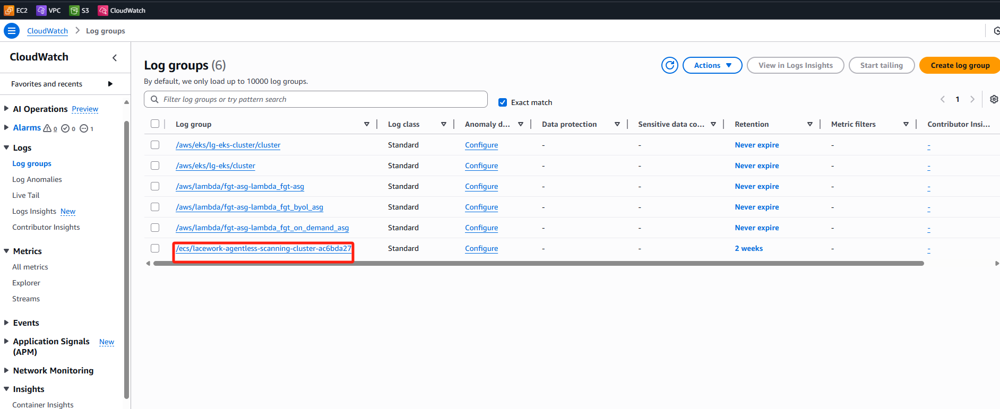 EC2 VPC S3 CloudWatch
CloudWatch Log groups
CloudWatch
Favorites and recents
AI Operations Preview
Alarms 0 0 1
Logs
Log groups
Log Anomalies
Live Tail
Logs Insights New
Contributor Insights
Metrics
All metrics
Explorer
Streams
Events
Application Signals New
(APM)
Network Monitoring
Insights
Container Insights
Log groups (6)
Actions View in Logs Insights Start tailing Create log group
By default, we only load up to 10000 log groups.
Filter log groups or try pattern search Exact match 1
Log group Log class Anomaly d... Data protection Sensitive data co... Retention Metric filters Contributor Insi...
/aws/eks/lg-eks-cluster/cluster Standard Configure - - Never expire - -
/aws/eks/lg-eks/cluster Standard Configure - - Never expire - -
/aws/lambda/fgt-asg-lambda_fgt-asg Standard Configure - - Never expire - -
/aws/lambda/fgt-asg-lambda_fgt_byol_asg Standard Configure - - Never expire - -
/aws/lambda/fgt-asg-lambda_fgt_on_demand_asg Standard Configure - - Never expire - -
/ecs/lacework-agentless-scanning-cluster-ac6bda27 Standard Configure - - 2 weeks - -